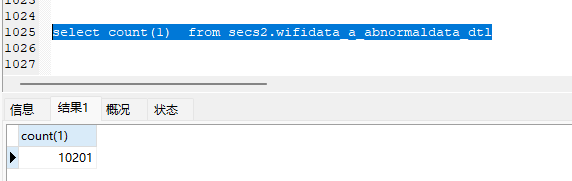 1023
1024
1025 select count(1)  from secs2.wifidata_a_abnormaldata_dtl
1026
1027
信息 结果1 概况 状态
count(1)
10201